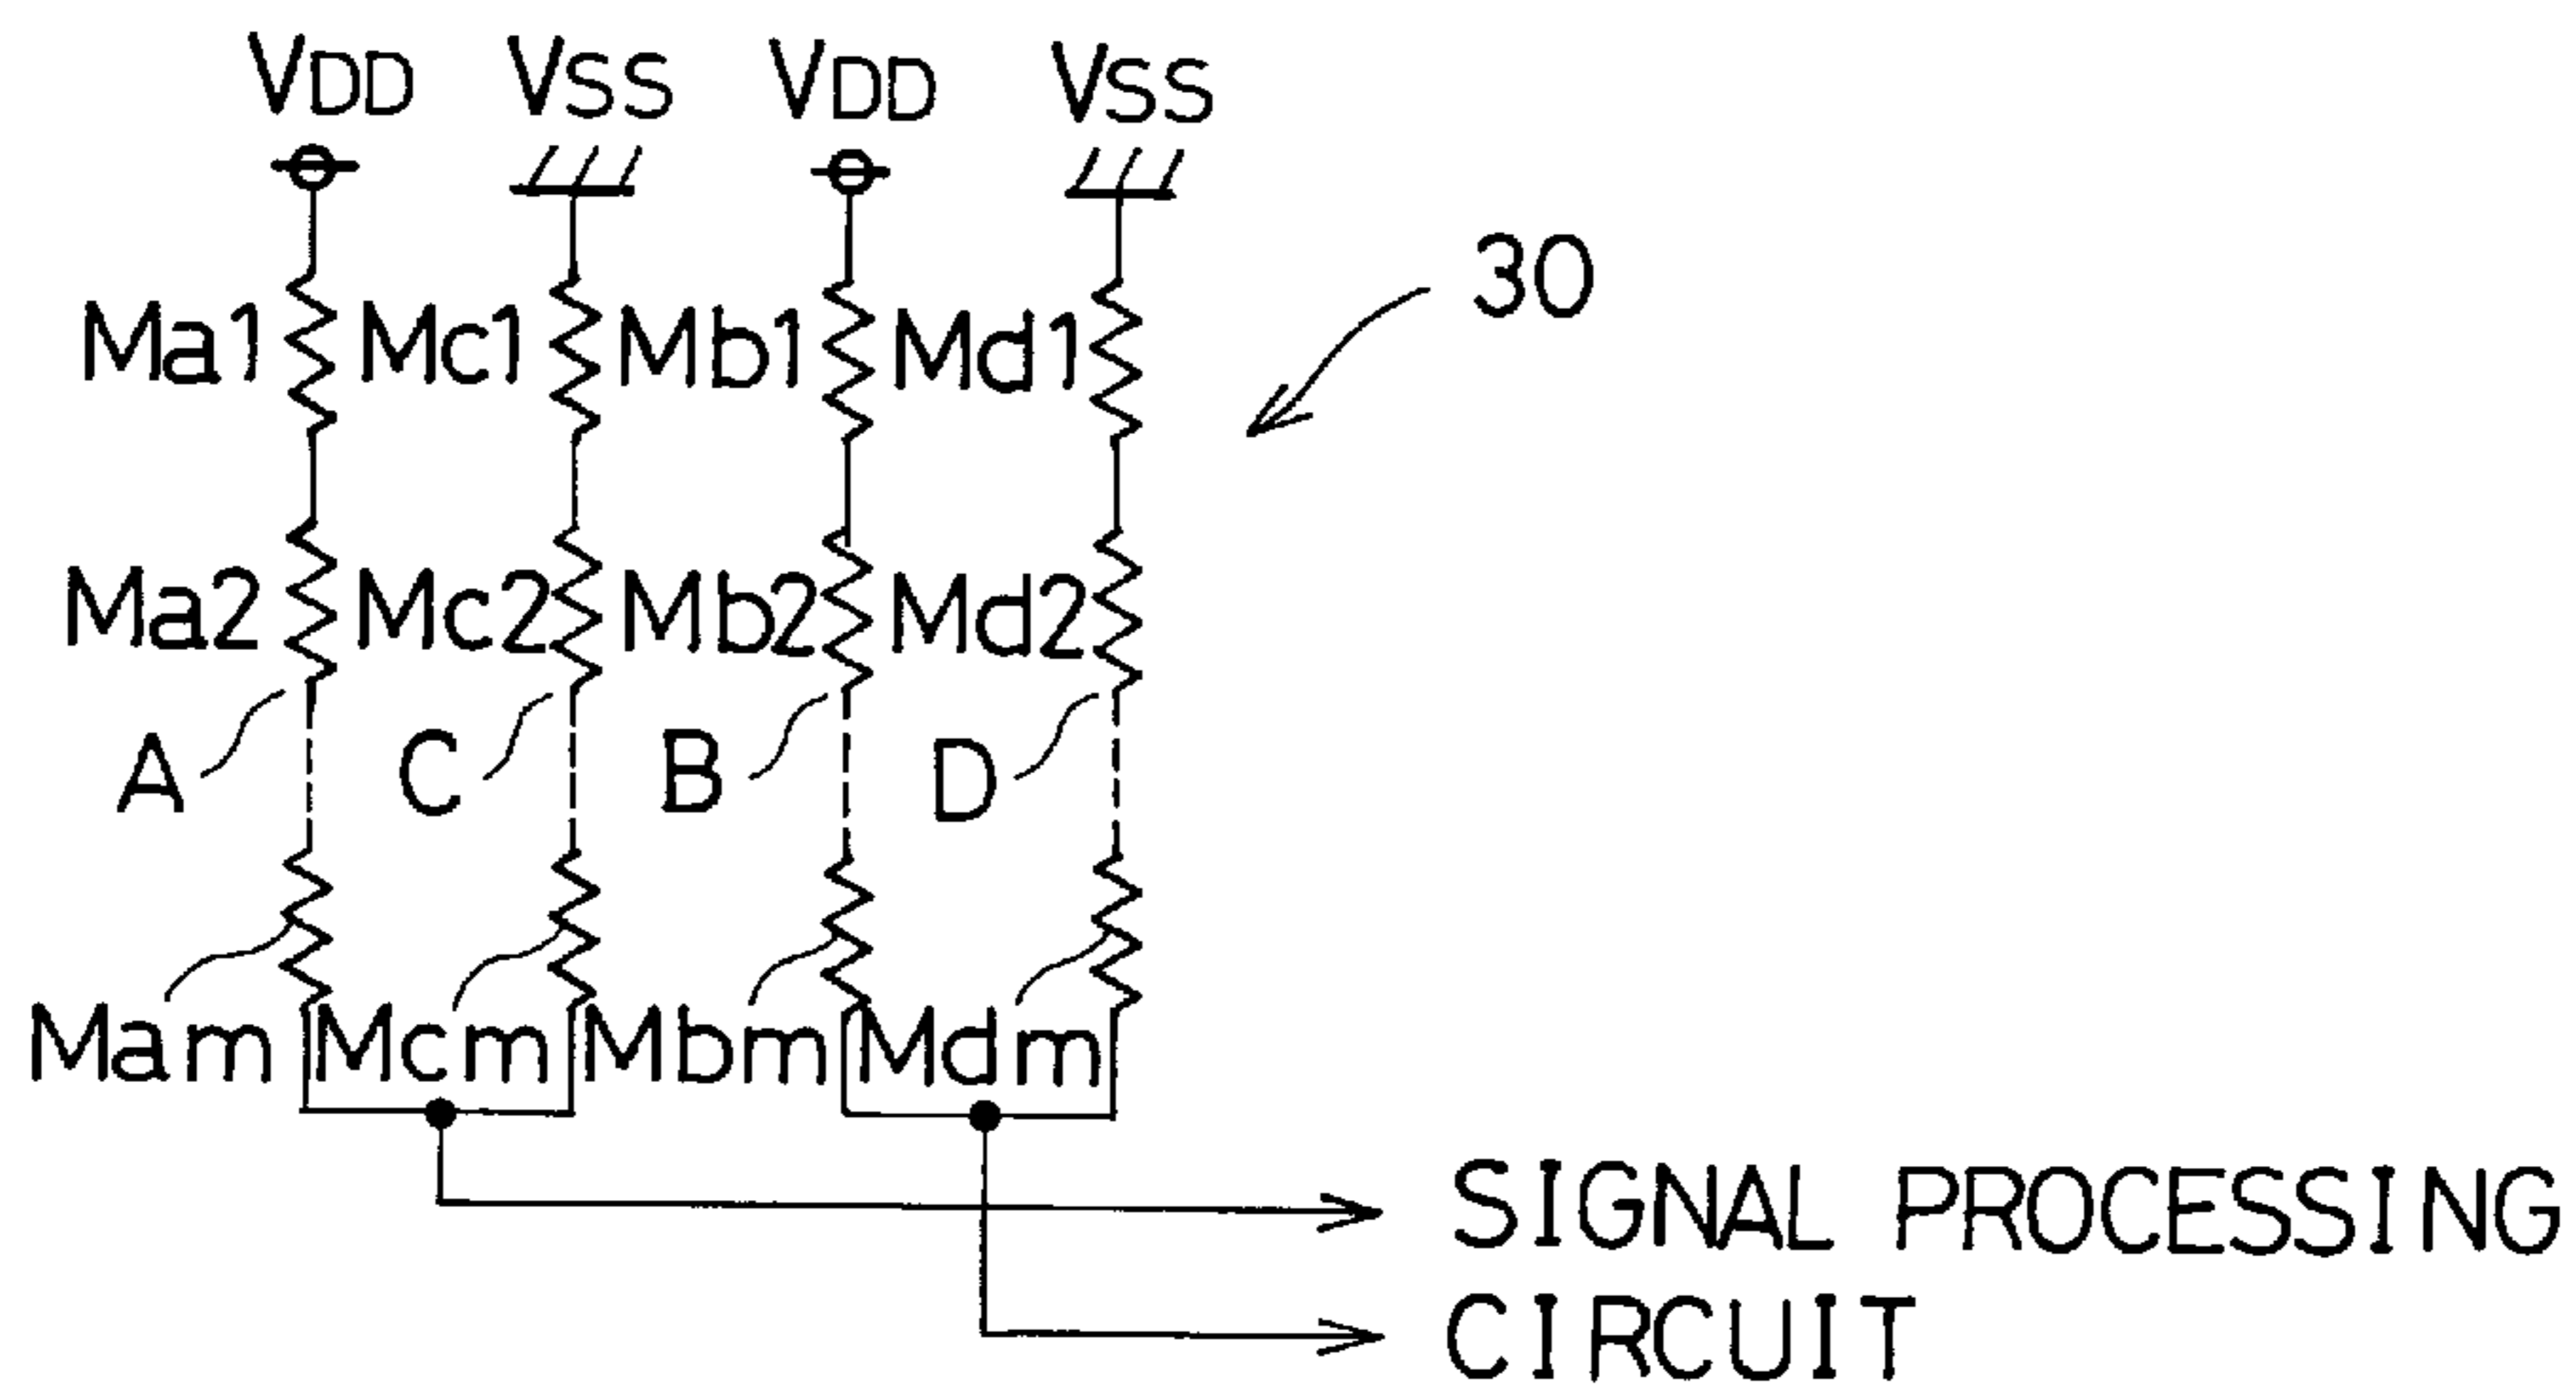 VDD VSS VDD VSS
30
Ma1 Mc1 Mb1 Md1
Ma2 Mc2 Mb2 Md2
A C B D
Mam Mcm Mbm Mdm
SIGNAL PROCESSING
CIRCUIT